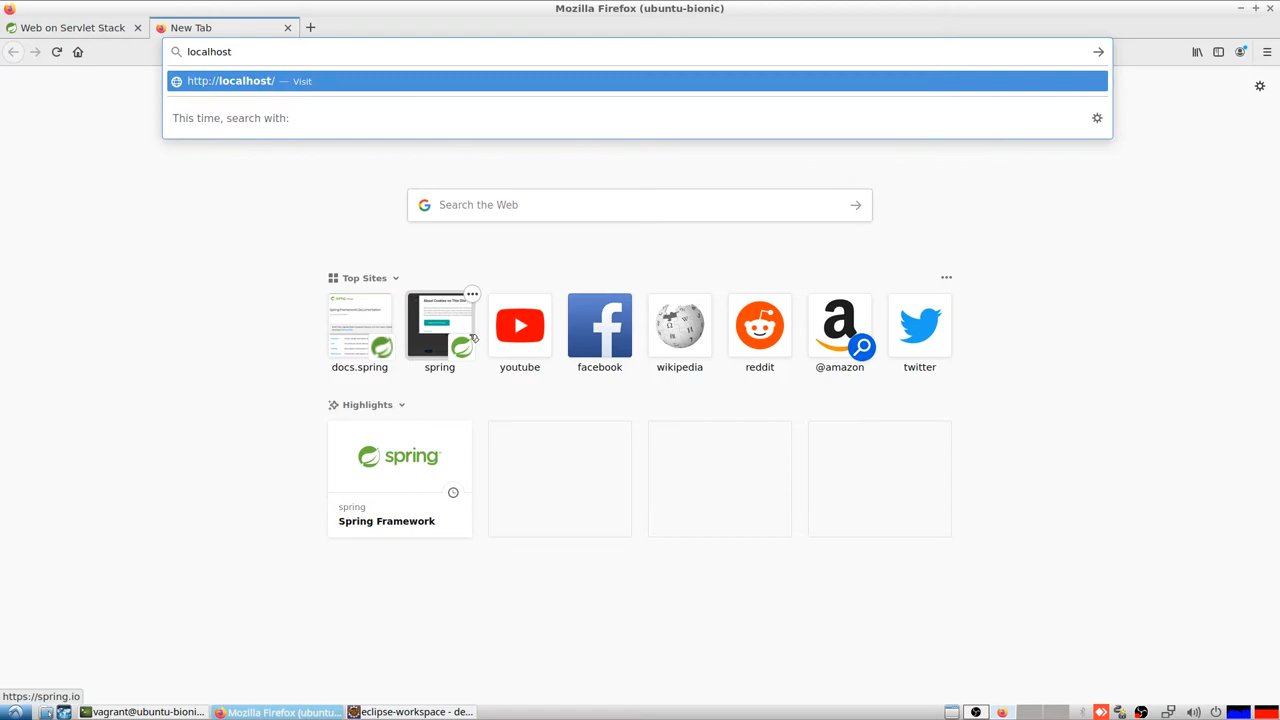 Mozilla Firefox (ubuntu-bionic)
Web on Servlet Stack
New Tab
localhost
http://localhost/ — Visit
This time, search with:
Search the Web
Top Sites
docs.spring
spring
youtube
facebook
wikipedia
reddit
@amazon
twitter
Highlights
spring
spring
Spring Framework
https://spring.io
vagrant@ubuntu-bioni...
Mozilla Firefox (ubuntu...
eclipse-workspace - de...